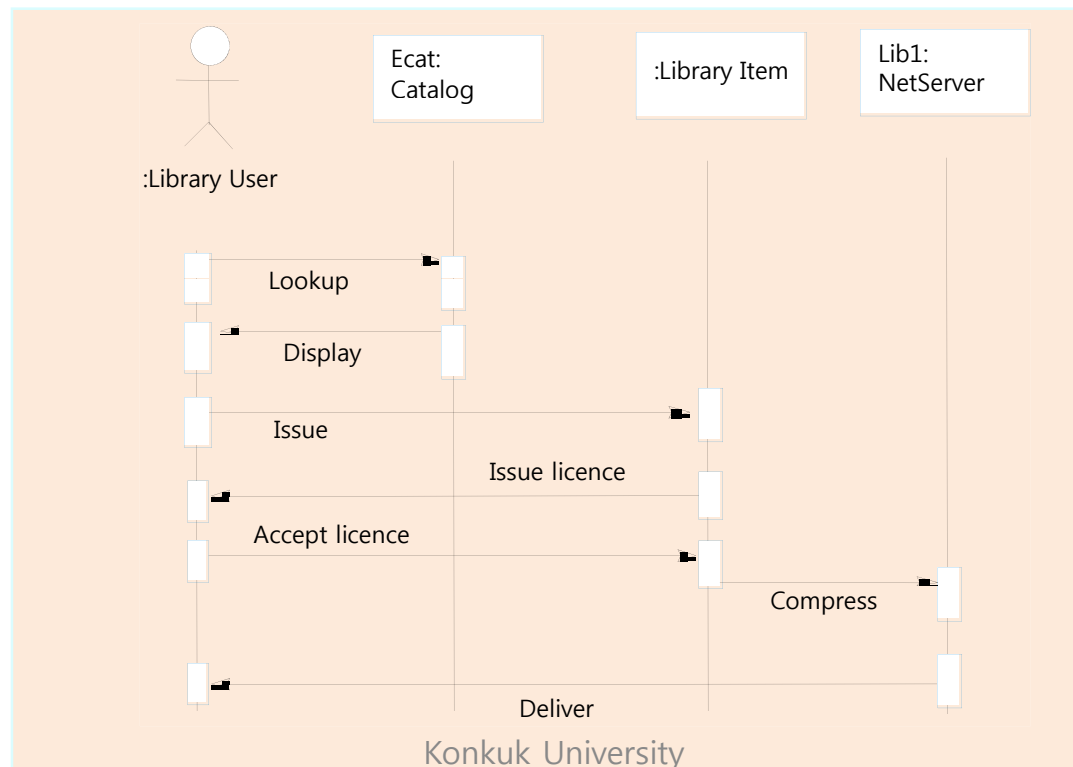 Ecat:
Catalog
:Library Item
Lib1:
NetServer
:Library User
Lookup
Display
Issue
Issue licence
Accept licence
Compress
Deliver
Konkuk University